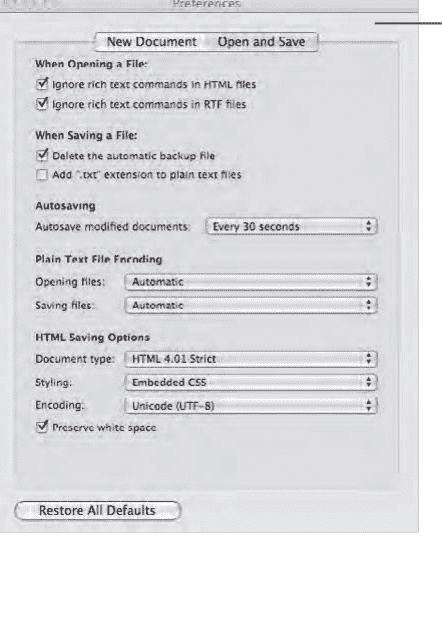 Preferences
New Document Open and Save
When Opening a File:
Ignore rich text commands in HTML files
Ignore rich text commands in RTF files
When Saving a File:
Delete the automatic backup file
Add ".txt" extension to plain text files
Autosaving
Autosave modified documents: Every 30 seconds
Plain Text File Encoding
Opening files: Automatic
Saving files: Automatic
HTML Saving Options
Document type: HTML 4.01 Strict
Styling: Embedded CSS
Encoding: Unicode (UTF-8)
Preserve white space
Restore All Defaults